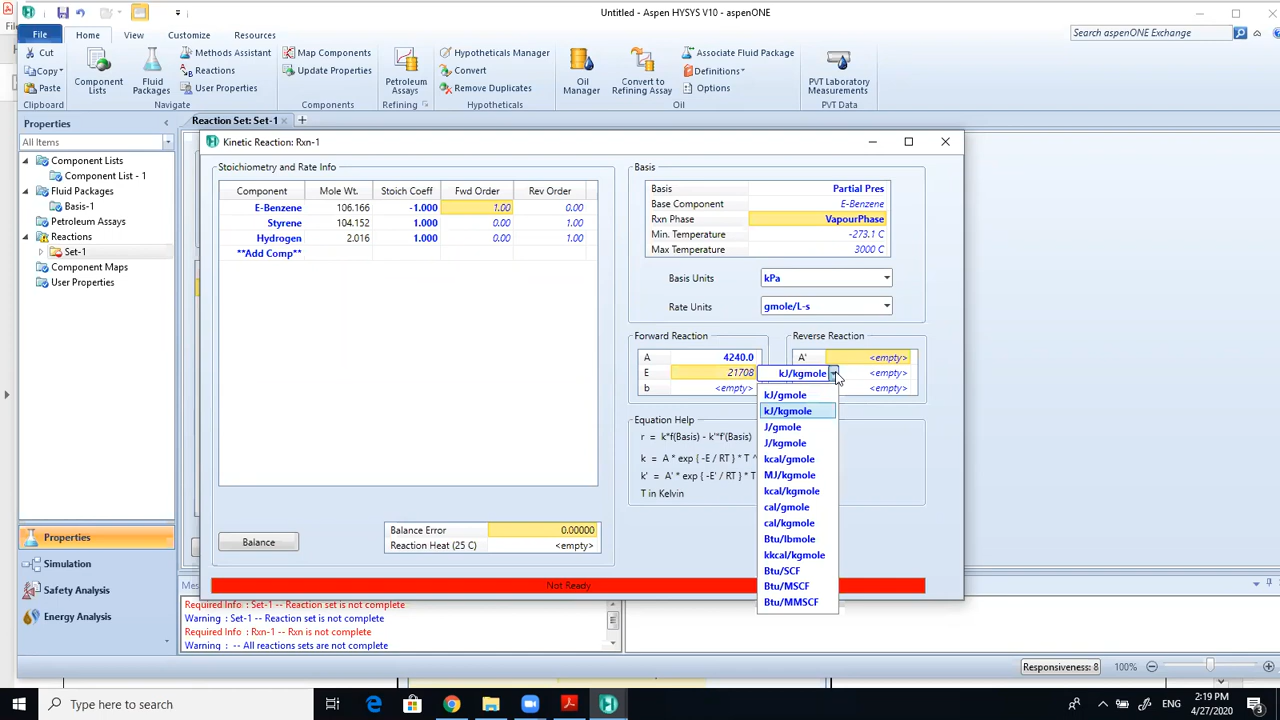 Untitled - Aspen HYSYS V10 - aspenONE
File Home View Customize Resources
Search aspenONE Exchange
Cut
Copy
Paste
Clipboard
Component Lists
Fluid Packages
Methods Assistant
Reactions
User Properties
Navigate
Map Components
Update Properties
Components
Petroleum Assays
Refining
Hypotheticals Manager
Convert
Remove Duplicates
Hypotheticals
Oil Manager
Convert to Refining Assay
Associate Fluid Package
Definitions
Options
Oil
PVT Laboratory Measurements
PVT Data
Properties
All Items
Component Lists
Component List - 1
Fluid Packages
Basis-1
Petroleum Assays
Reactions
Set-1
Component Maps
User Properties
Properties
Simulation
Safety Analysis
Energy Analysis
Reaction Set: Set-1
Kinetic Reaction: Rxn-1
Stoichiometry and Rate Info
Component Mole Wt. Stoich Coeff Fwd Order Rev Order
E-Benzene 106.166 -1.000 1.00 0.00
Styrene 104.152 1.000 0.00 1.00
Hydrogen 2.016 1.000 0.00 1.00
**Add Comp**
Balance
Balance Error 0.00000
Reaction Heat (25 C) <empty>
Basis
Basis Partial Pres
Base Component E-Benzene
Rxn Phase VapourPhase
Min. Temperature -273.1 C
Max Temperature 3000 C
Basis Units kPa
Rate Units gmole/L-s
Forward Reaction
A 4240.0
E 21708 kJ/kgmole
b <empty>
Reverse Reaction
A' <empty>
<empty>
<empty>
kJ/gmole
kJ/kgmole
J/gmole
J/kgmole
kcal/gmole
MJ/kgmole
kcal/kgmole
cal/gmole
cal/kgmole
Btu/lbmole
kkcal/kgmole
Btu/SCF
Btu/MSCF
Btu/MMSCF
Equation Help
r = k*f(Basis) - k'*f'(Basis)
k = A * exp { -E / RT } * T ^
k' = A' * exp { -E' / RT } * T
T in Kelvin
Not Ready
Mes
Required Info : Set-1 -- Reaction set is not complete
Warning : Set-1 -- Reaction set is not complete
Required Info : Rxn-1 -- Rxn is not complete
Warning : -- All reactions sets are not complete
Responsiveness: 8 100%
Type here to search
ENG
2:19 PM
4/27/2020